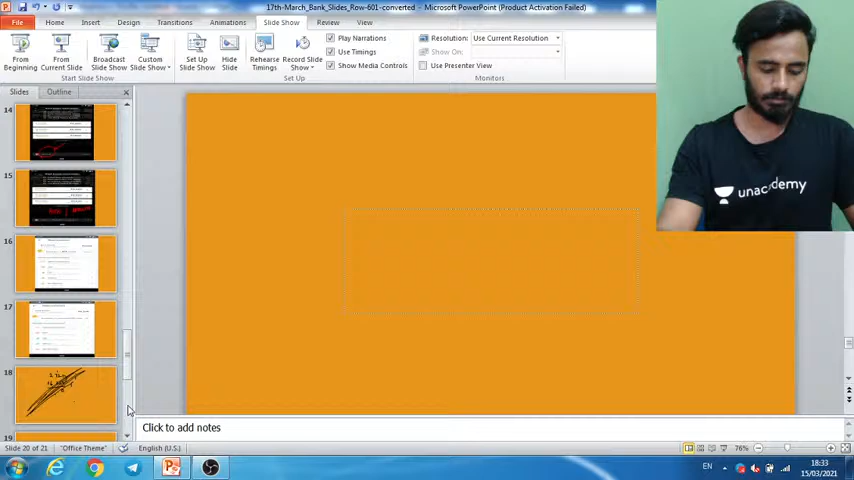 17th-March_Bank_Slides_Row-601-converted - Microsoft PowerPoint (Product Activation Failed)
File Home Insert Design Transitions Animations Slide Show Review View
From Beginning
From Current Slide
Broadcast Slide Show
Custom Slide Show
Start Slide Show
Set Up Slide Show
Hide Slide
Rehearse Timings
Record Slide Show
Play Narrations
Use Timings
Show Media Controls
Set Up
Resolution: Use Current Resolution
Show On:
Use Presenter View
Monitors
Slides Outline
14
15
16
17
18
19
unacademy
Click to add notes
Slide 20 of 21 "Office Theme" English (U.S.) 76%
EN 18:33
15/03/2021